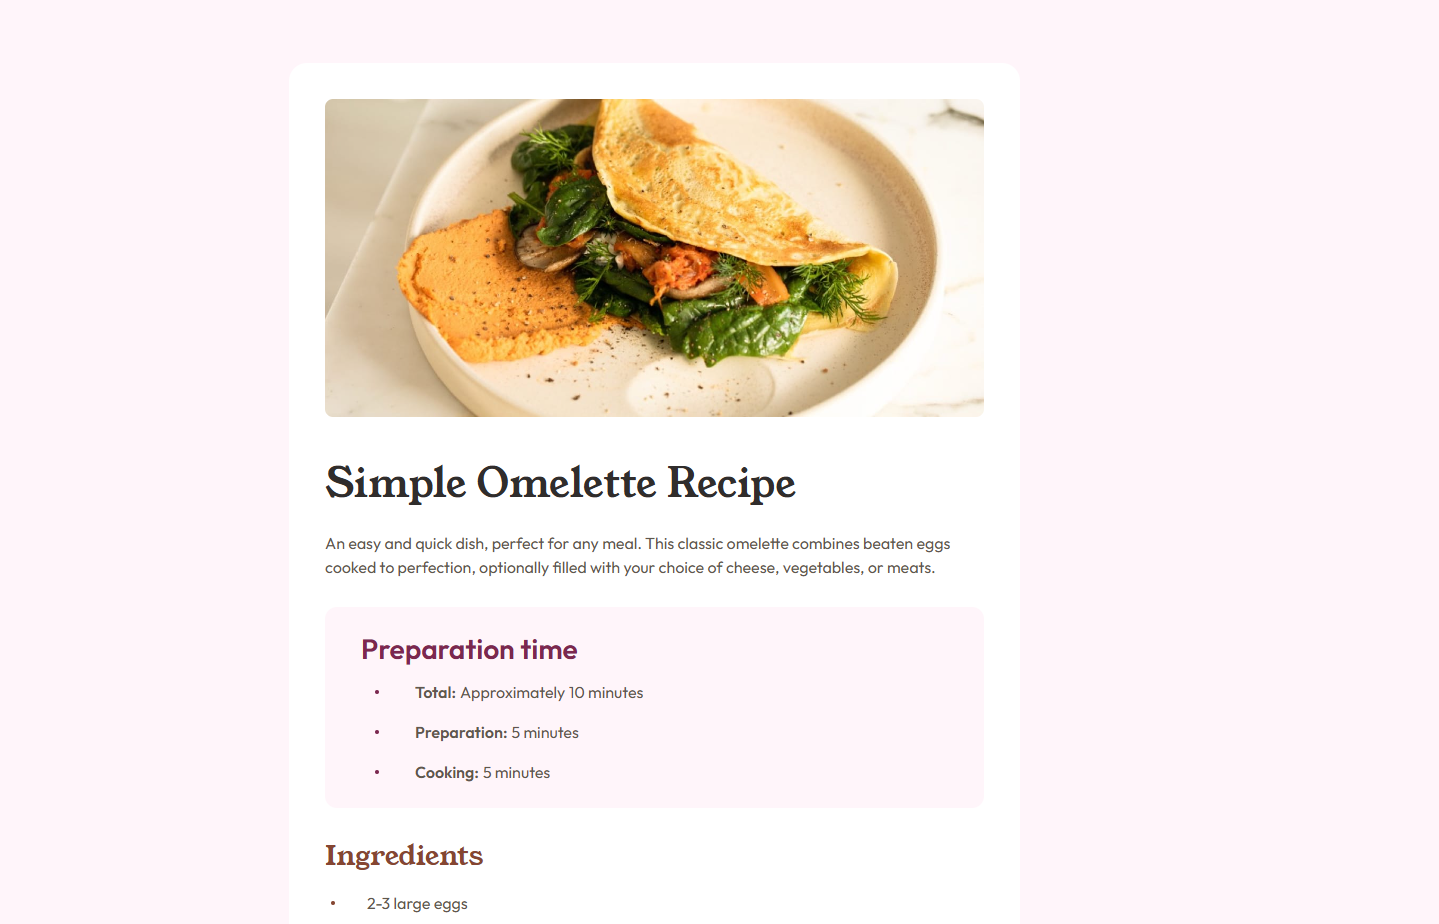 Simple Omelette Recipe
An easy and quick dish, perfect for any meal. This classic omelette combines beaten eggs
cooked to perfection, optionally filled with your choice of cheese, vegetables, or meats.
Preparation time
• Total: Approximately 10 minutes
• Preparation: 5 minutes
• Cooking: 5 minutes
Ingredients
• 2-3 large eggs